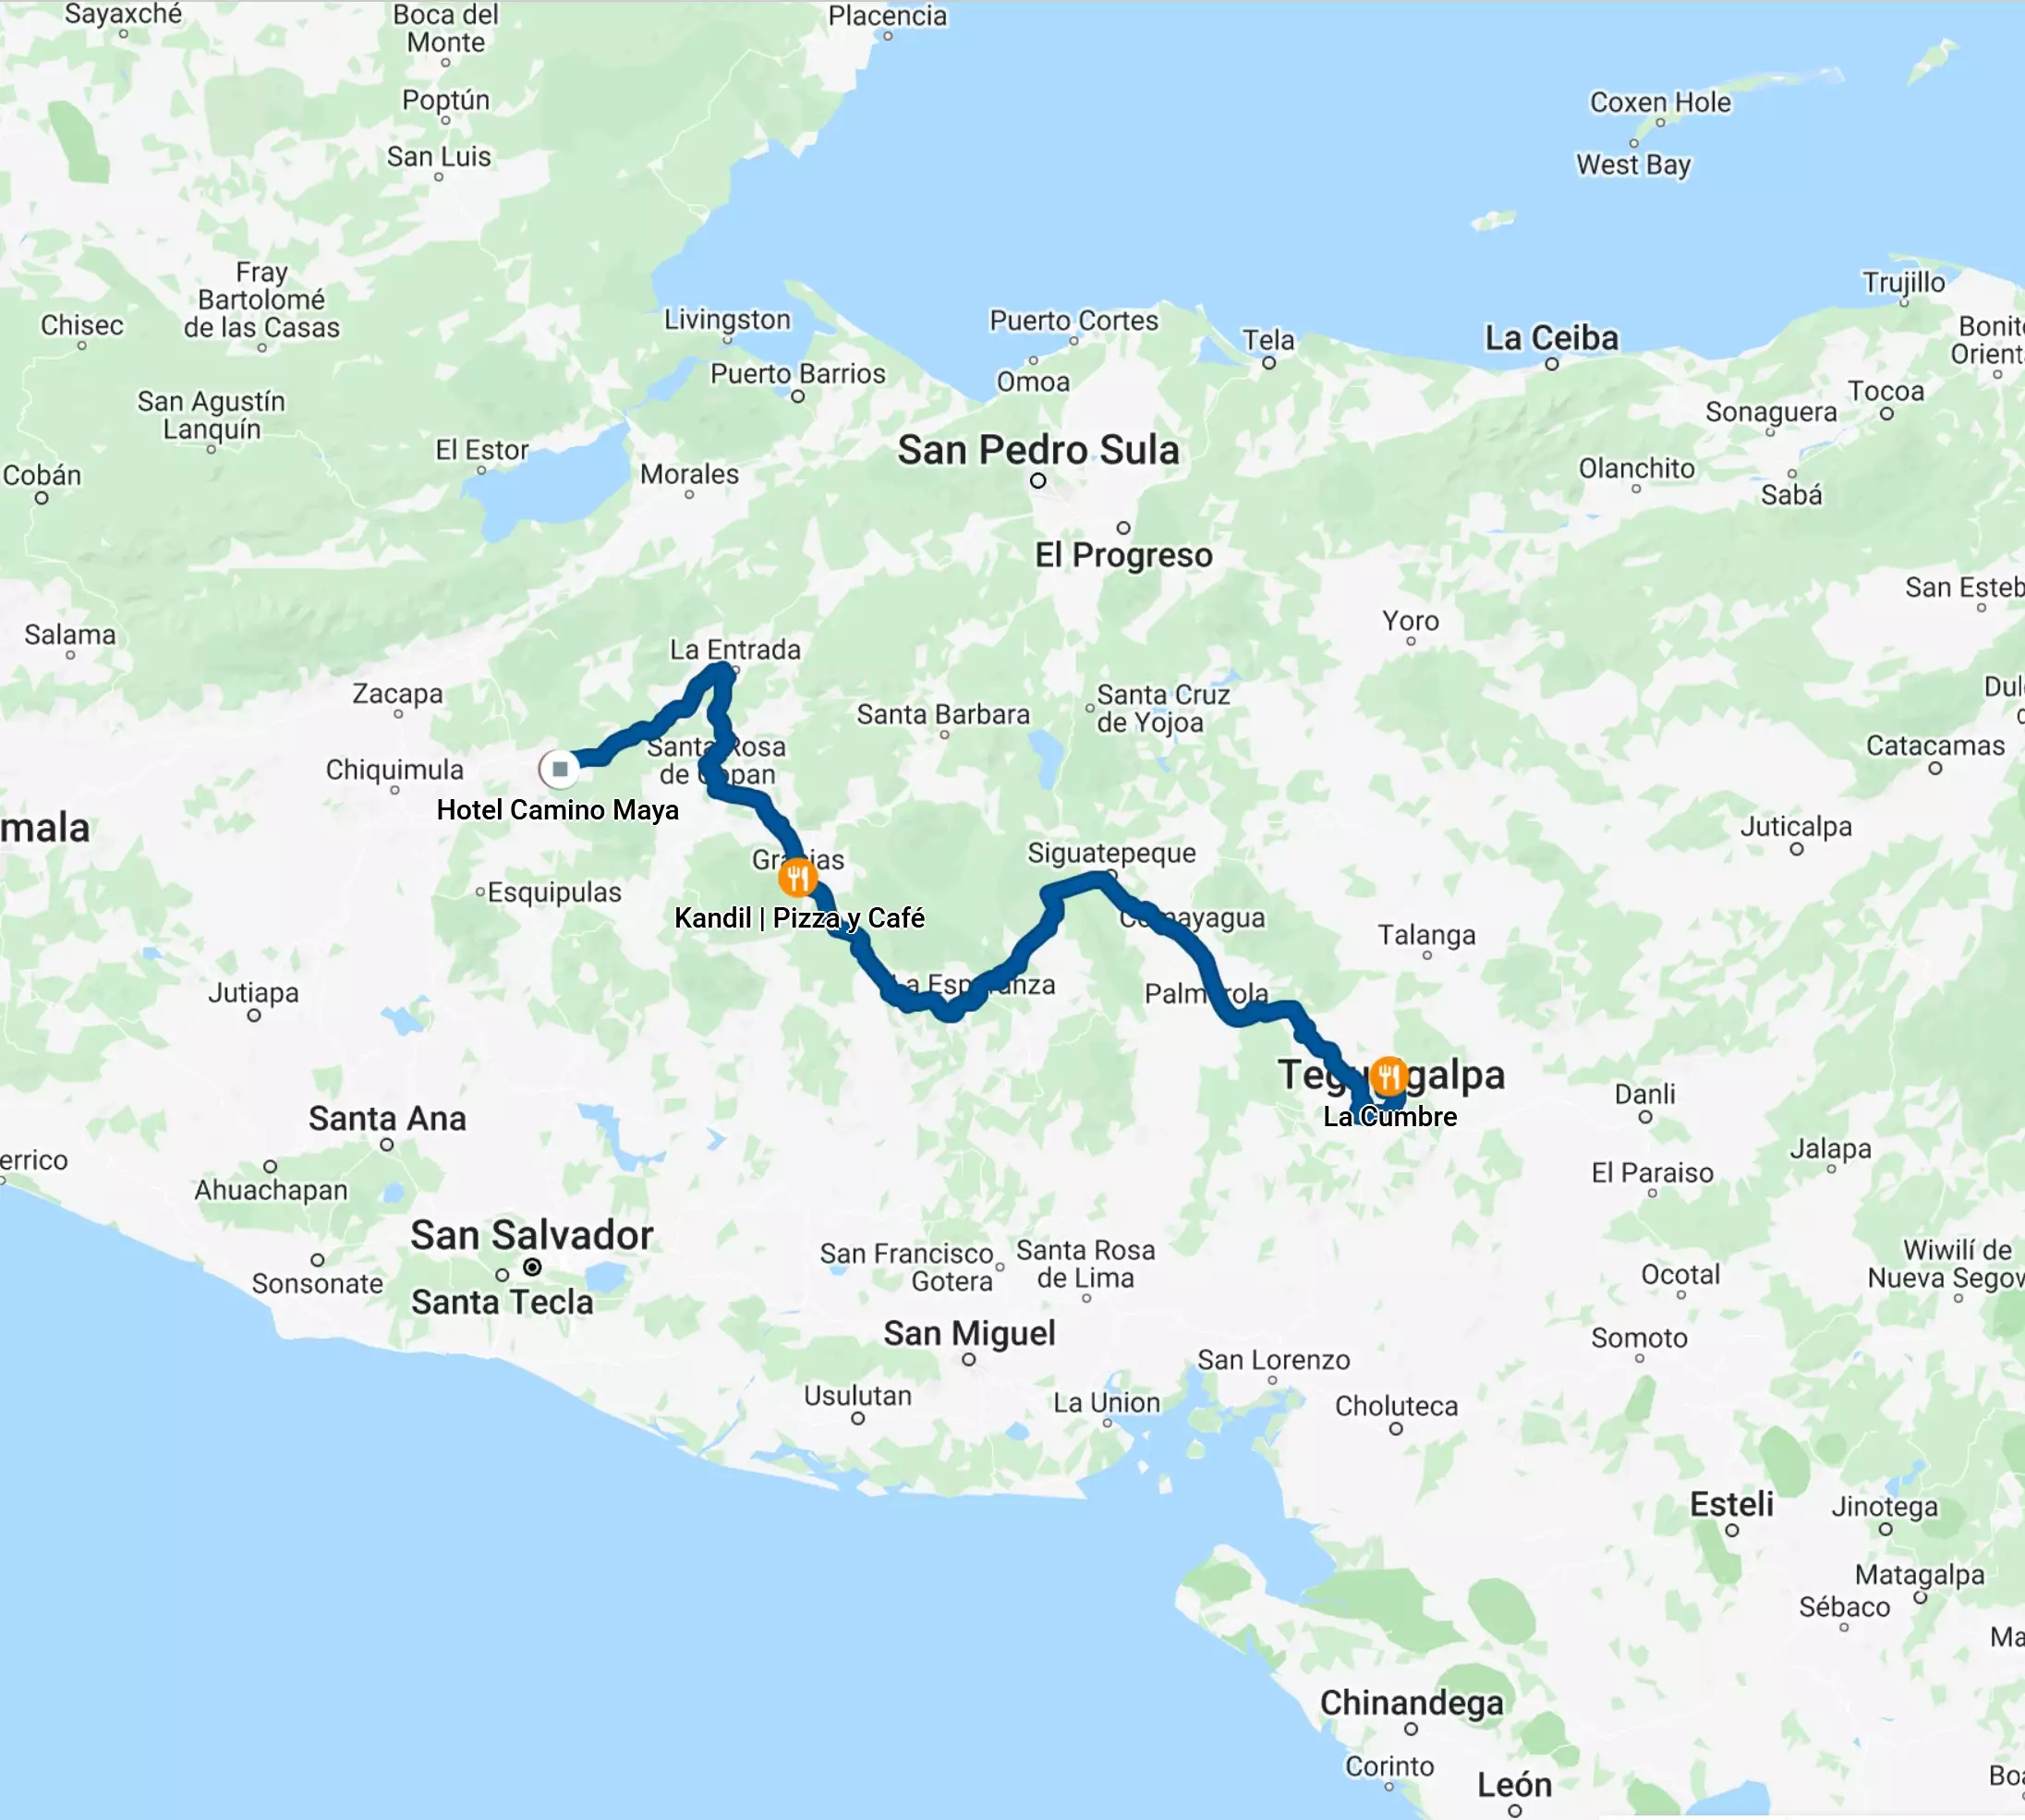 Sayaxché
Boca del
Monte
Placencia
Poptún
Coxen Hole
San Luis
West Bay
Fray
Bartolomé
de las Casas
Chisec
Livingston
Puerto Cortes
Tela
La Ceiba
Trujillo
Puerto Barrios
Omoa
San Agustín
Lanquín
Sonaguera
Tocoa
El Estor
San Pedro Sula
Cobán
Morales
Olanchito
Sabá
El Progreso
San Esteb
Salama
La Entrada
Yoro
Zacapa
Santa Barbara
Santa Cruz
de Yojoa
Chiquimula
Santa Rosa
de Copan
Catacamas
Hotel Camino Maya
mala
Juticalpa
Gracias
Siguatepeque
Esquipulas
Kandil | Pizza y Café
Comayagua
Talanga
Jutiapa
La Esperanza
Palmerola
Tegucigalpa
La Cumbre
Danli
Santa Ana
Jalapa
errico
Ahuachapan
El Paraiso
San Salvador
San Francisco
Gotera
Santa Rosa
de Lima
Wiwilí de
Nueva Segov
Sonsonate
Santa Tecla
Ocotal
San Miguel
Somoto
San Lorenzo
Usulutan
La Union
Choluteca
Esteli
Jinotega
Matagalpa
Sébaco
Ma
Chinandega
Corinto
León